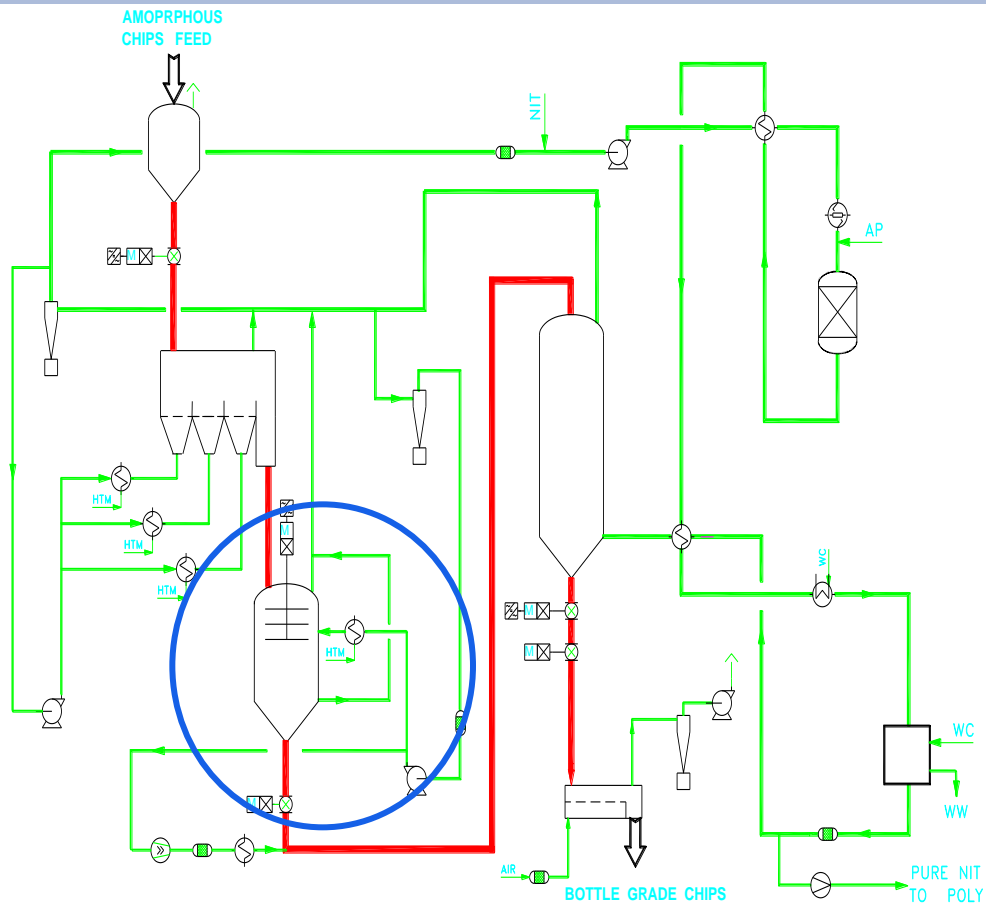 AMOPRPHOUS
CHIPS FEED
NIT
AP
M
HTM
HTM
HTM
M
HTM
M
M
M
WC
WC
WW
AIR
BOTTLE GRADE CHIPS
PURE NIT
TO POLY